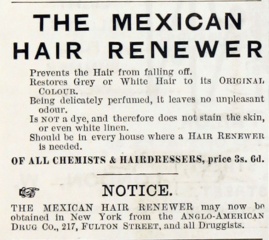 THE MEXICAN
HAIR RENEWER
Prevents the Hair from falling off.
Restores Grey or White Hair to its ORIGINAL
COLOUR.
Being delicately perfumed, it leaves no unpleasant
odour.
Is NOT a dye, and therefore does not stain the skin,
or even white linen.
Should be in every house where a HAIR RENEWER
is needed.
OF ALL CHEMISTS & HAIRDRESSERS, price 3s. 6d.
NOTICE.
THE MEXICAN HAIR RENEWER may now be
obtained in New York from the ANGLO-AMERICAN
DRUG CO., 217, FULTON STREET, and all Druggists.